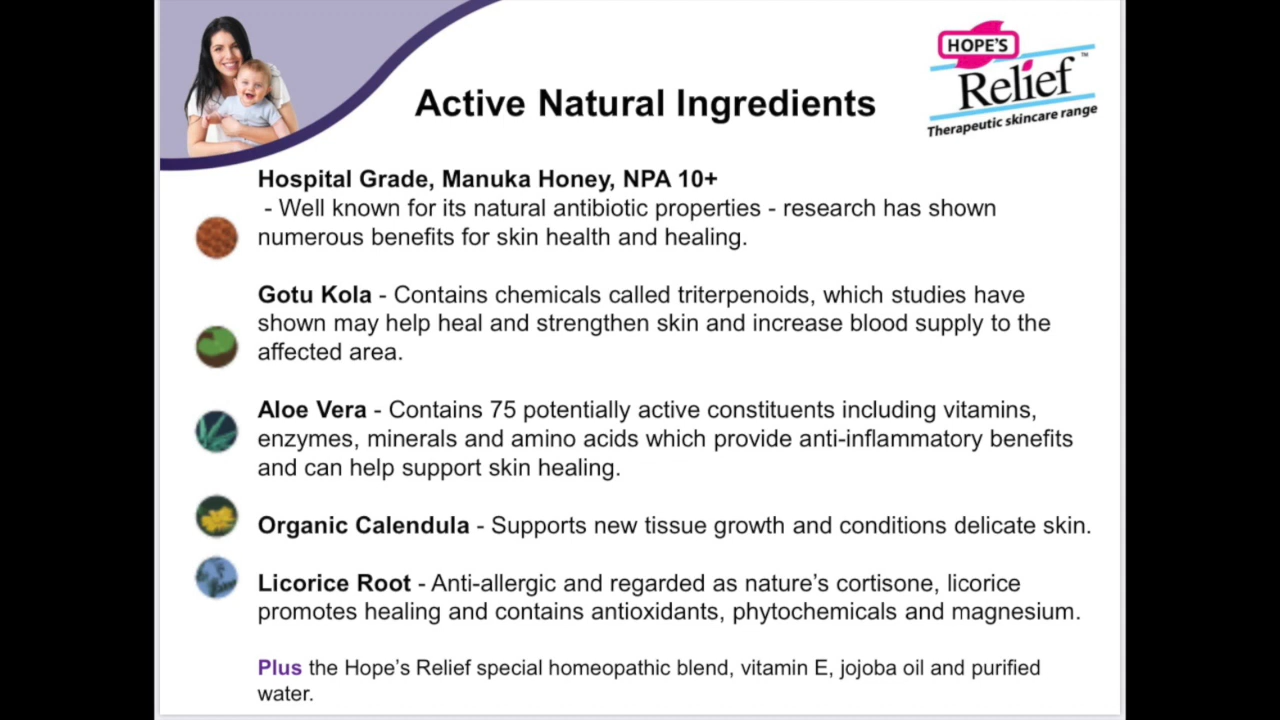 HOPE'S
Relief™
Therapeutic skincare range
Active Natural Ingredients
Hospital Grade, Manuka Honey, NPA 10+
- Well known for its natural antibiotic properties - research has shown
numerous benefits for skin health and healing.
Gotu Kola - Contains chemicals called triterpenoids, which studies have
shown may help heal and strengthen skin and increase blood supply to the
affected area.
Aloe Vera - Contains 75 potentially active constituents including vitamins,
enzymes, minerals and amino acids which provide anti-inflammatory benefits
and can help support skin healing.
Organic Calendula - Supports new tissue growth and conditions delicate skin.
Licorice Root - Anti-allergic and regarded as nature's cortisone, licorice
promotes healing and contains antioxidants, phytochemicals and magnesium.
Plus the Hope's Relief special homeopathic blend, vitamin E, jojoba oil and purified
water.